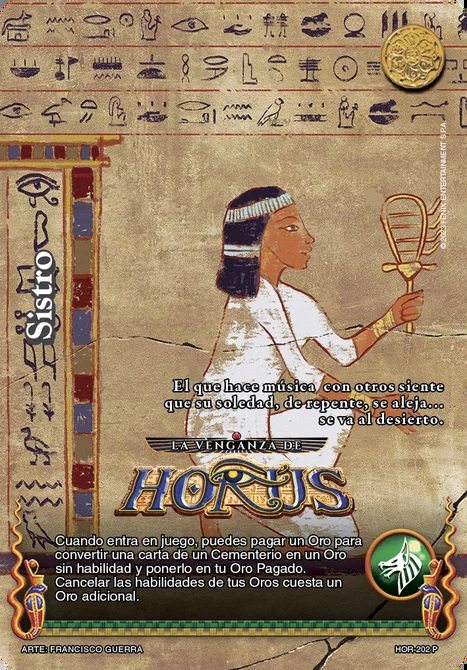 © 2023 FENIX ENTERTAINMENT S.P.A.
Sistro
El que hace música con otros siente
que su soledad, de repente, se aleja...
se va al desierto.
LA VENGANZA DE
HORUS
Cuando entra en juego, puedes pagar un Oro para
convertir una carta de un Cementerio en un Oro
sin habilidad y ponerlo en tu Oro Pagado.
Cancelar las habilidades de tus Oros cuesta un
Oro adicional.
ARTE: FRANCISCO GUERRA
HOR-202 P